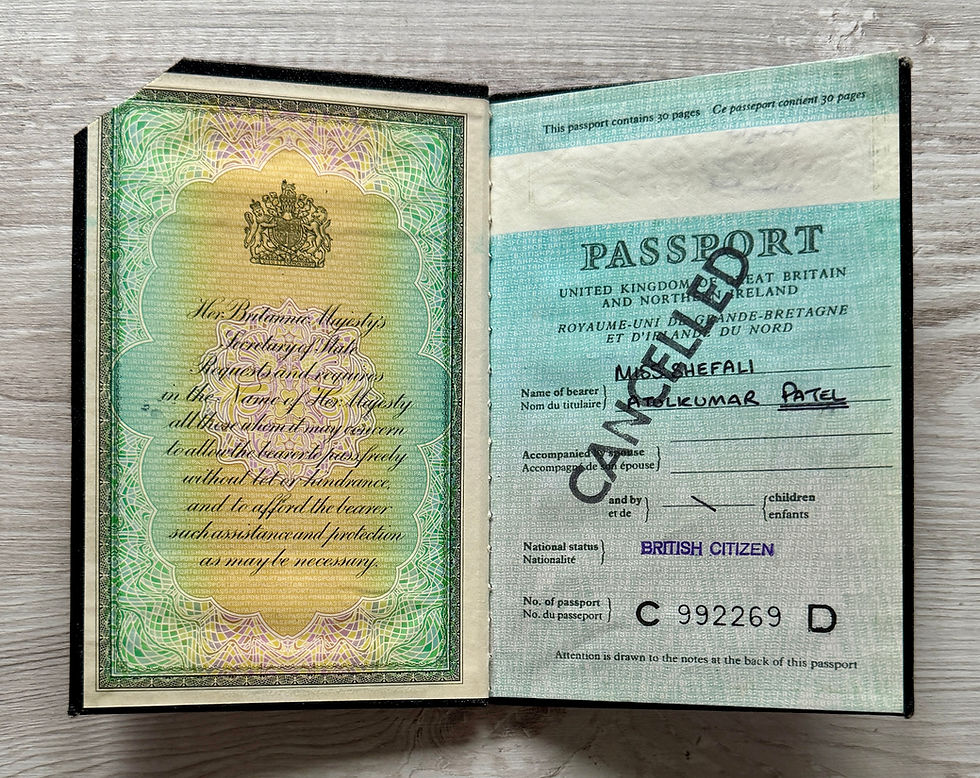 Her Britannic Majesty's
Secretary of State
Requests and requires
in the Name of Her Majesty
all those whom it may concern
to allow the bearer to pass freely
without let or hindrance,
and to afford the bearer
such assistance and protection
as may be necessary.
This passport contains 30 pages Ce passeport contient 30 pages
PASSPORT
UNITED KINGDOM OF GREAT BRITAIN
AND NORTHERN IRELAND
ROYAUME-UNI DE GRANDE-BRETAGNE
ET D'IRLANDE DU NORD
CANCELLED
MISS SHEFALI
Name of bearer
Nom du titulaire
ATULKUMAR PATEL
Accompanied by spouse
Accompagné de son épouse
and by
et de
children
enfants
National status
Nationalité
BRITISH CITIZEN
No. of passport
No. du passeport
C 992269 D
Attention is drawn to the notes at the back of this passport